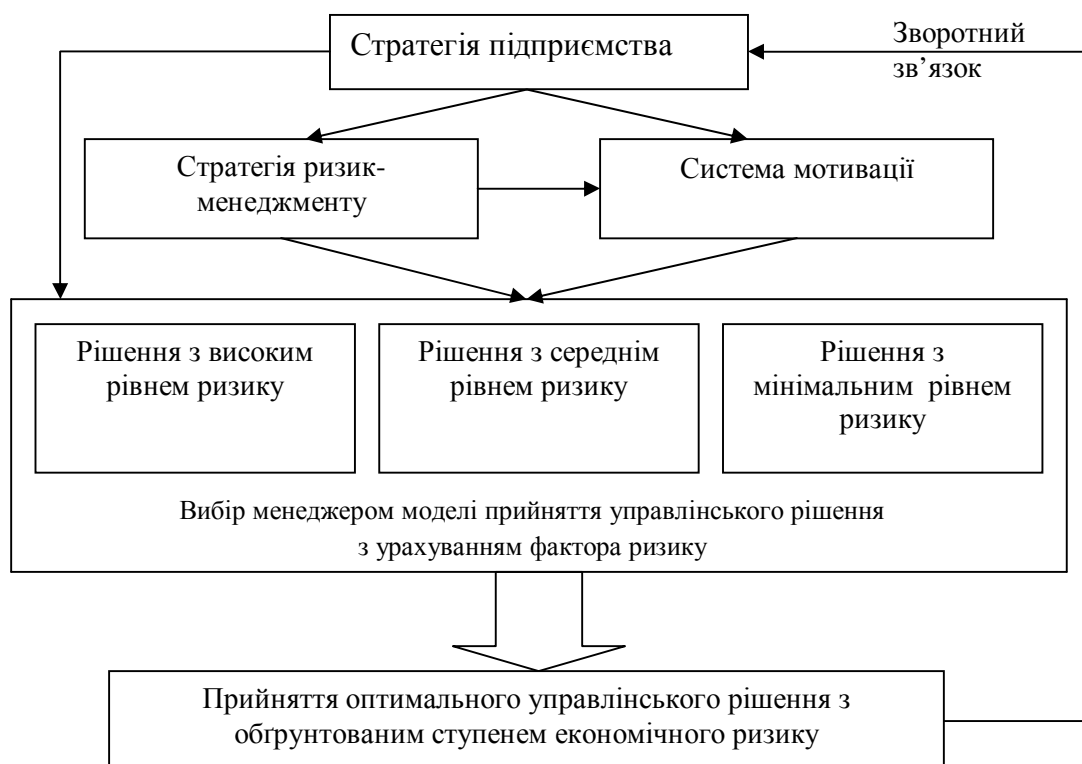 Стратегія підприємства
Зворотний
зв’язок
Стратегія ризик-
менеджменту
Система мотивації
Рішення з високим
рівнем ризику
Рішення з середнім
рівнем ризику
Рішення з
мінімальним рівнем
ризику
Вибір менеджером моделі прийняття управлінського рішення
з урахуванням фактора ризику
Прийняття оптимального управлінського рішення з
обґрунтованим ступенем економічного ризику